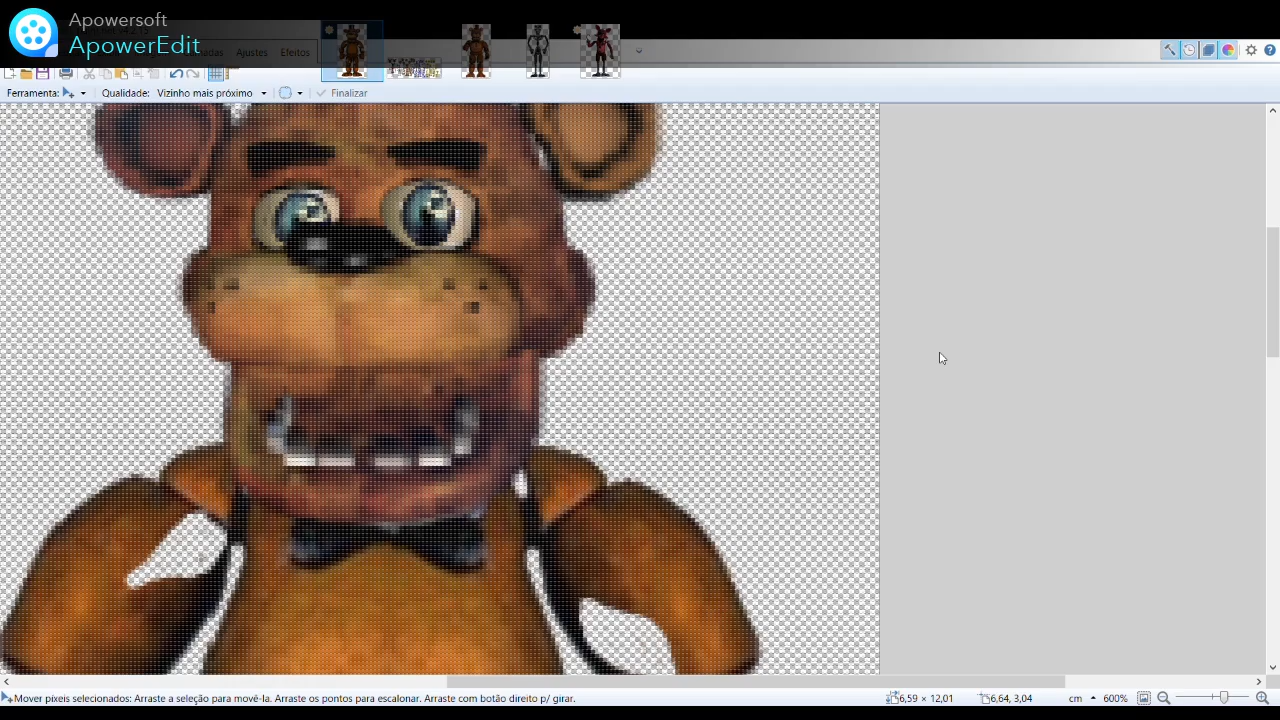 Apowersoft
ApowerEdit
Ajustes
Efeitos
Ferramenta:
Qualidade: Vizinho mais próximo
Finalizar
Mover píxeis selecionados: Arraste a seleção para movê-la. Arraste os pontos para escalonar. Arraste com botão direito p/ girar.
6,59 × 12,01
6,64, 3,04
cm
600%